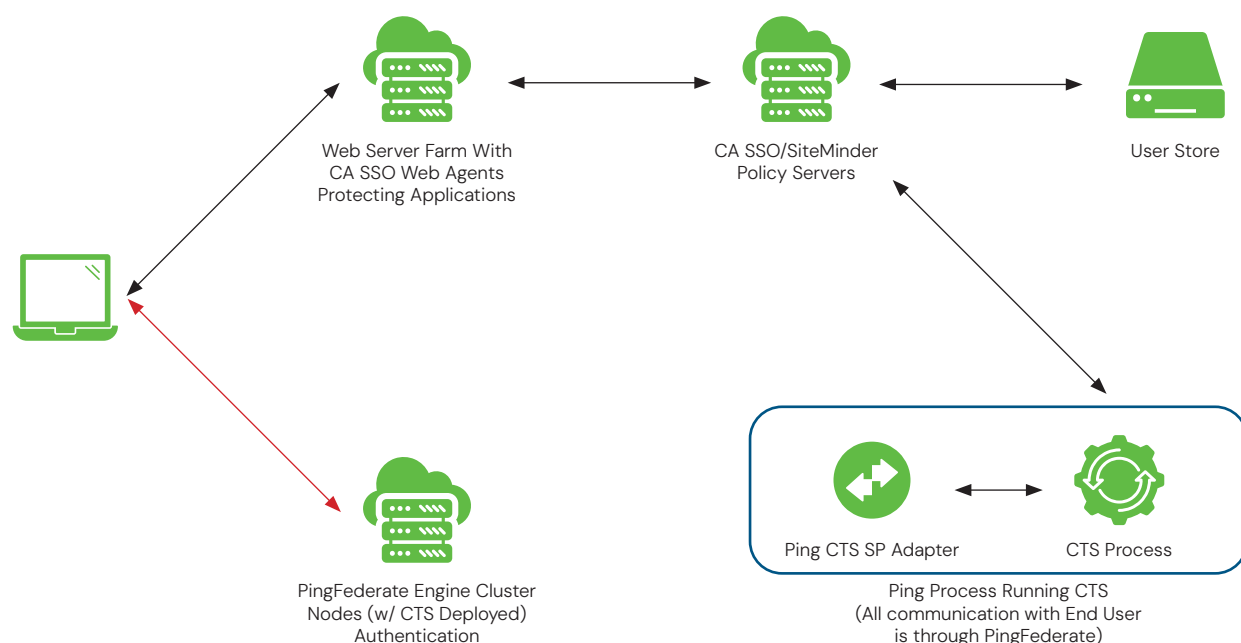 Web Server Farm With
CA SSO Web Agents
Protecting Applications
CA SSO/SiteMinder
Policy Servers
User Store
Ping CTS SP Adapter
CTS Process
PingFederate Engine Cluster
Nodes (w/ CTS Deployed)
Authentication
Ping Process Running CTS
(All communication with End User
is through PingFederate)